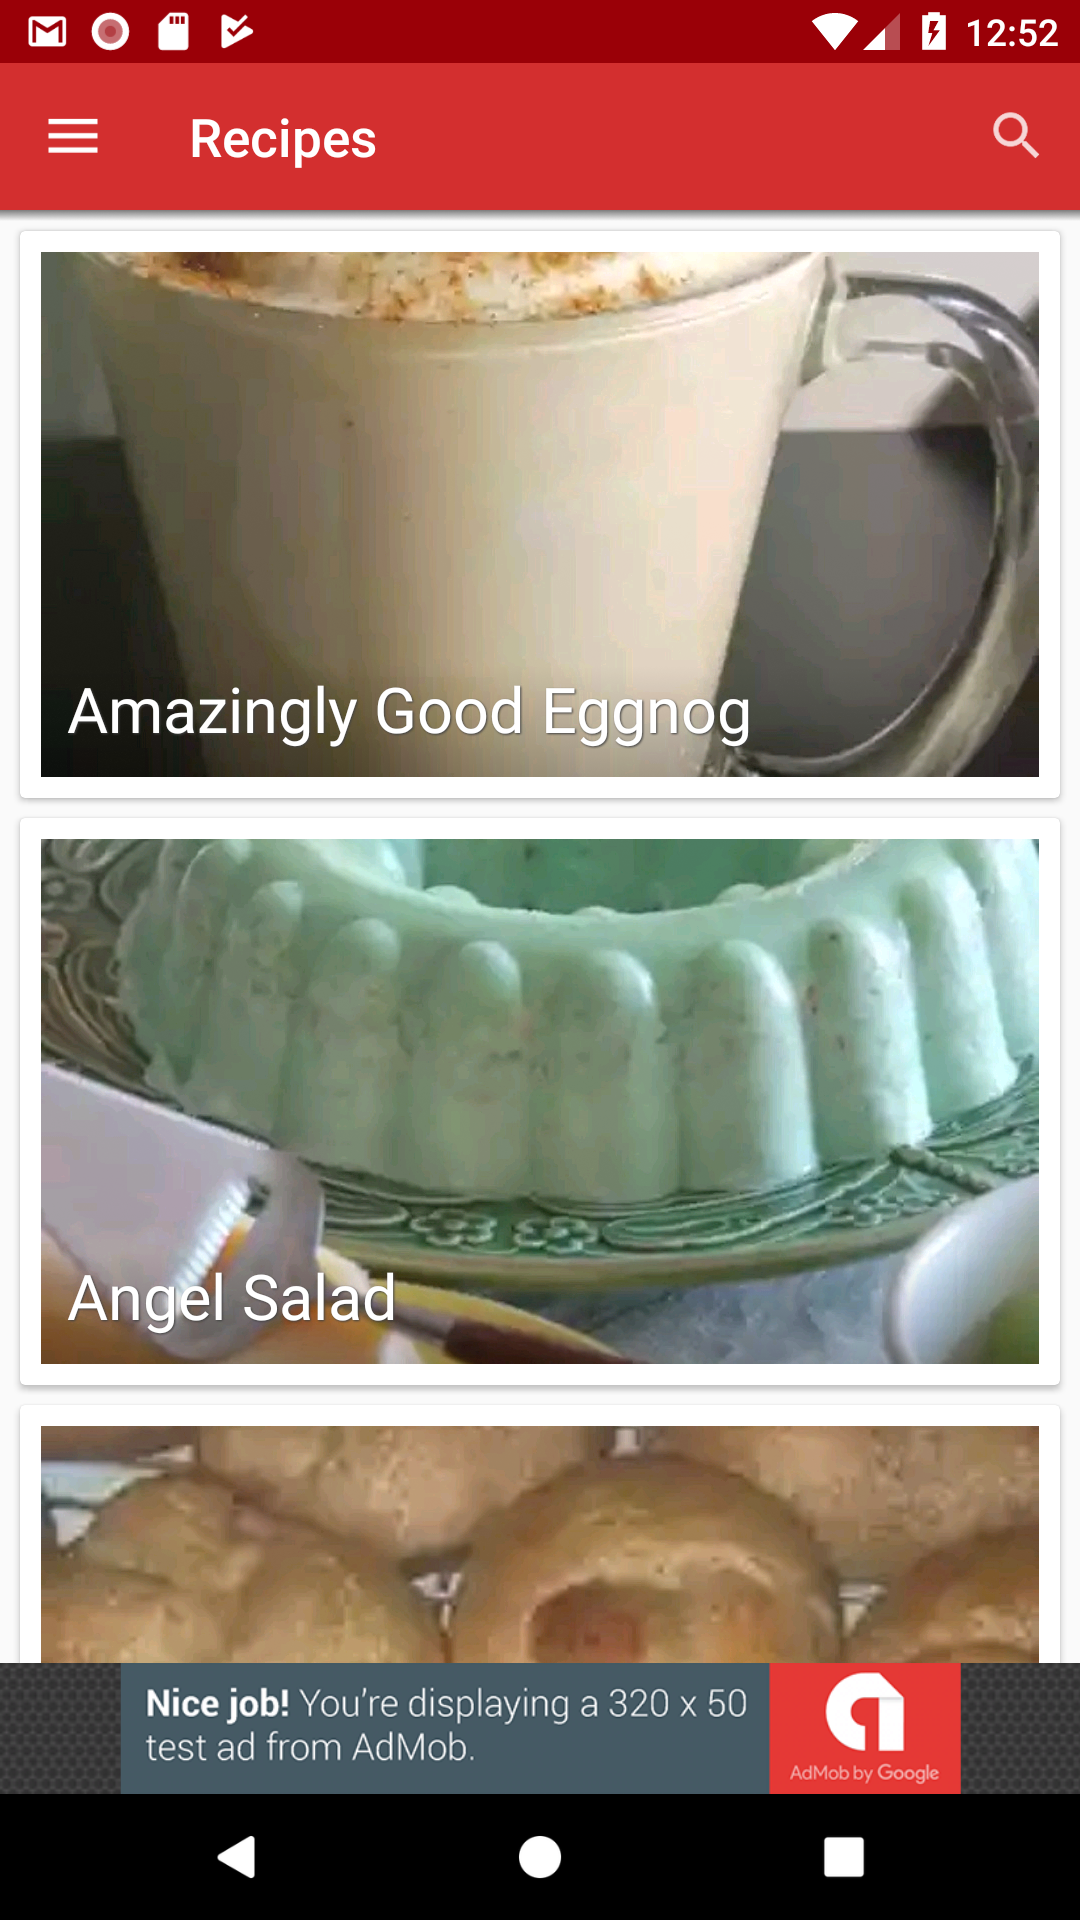 12:52
Recipes
Amazingly Good Eggnog
Angel Salad
Nice job! You're displaying a 320 x 50
test ad from AdMob.
AdMob by Google